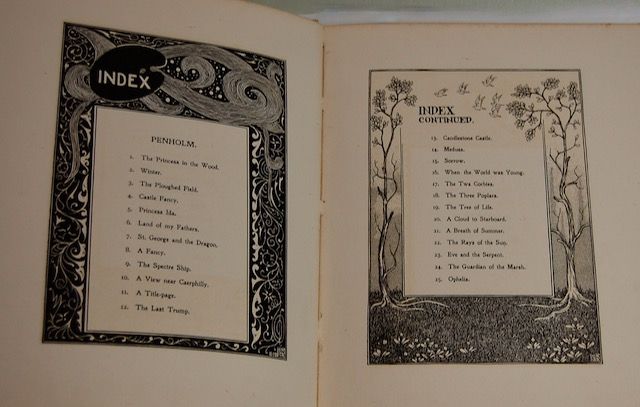 INDEX
PENHOLM.
1. The Princess in the Wood.
2. Winter.
3. The Ploughed Field.
4. Castle Fancy.
5. Princess Ma.
6. Land of my Fathers.
7. St. George and the Dragon.
8. A Fancy.
9. The Spectre Ship.
10. A View near Caerphilly.
11. A Title-page.
12. The Last Trump.
INDEX
CONTINUED.
13. Candlestone Castle.
14. Medusa.
15. Sorrow.
16. When the World was Young.
17. The Twa Corbies.
18. The Three Poplars.
19. The Tree of Life.
20. A Cloud to Starboard.
21. A Breath of Summer.
22. The Rays of the Sun.
23. Eve and the Serpent.
24. The Guardian of the Marsh.
25. Ophelia.